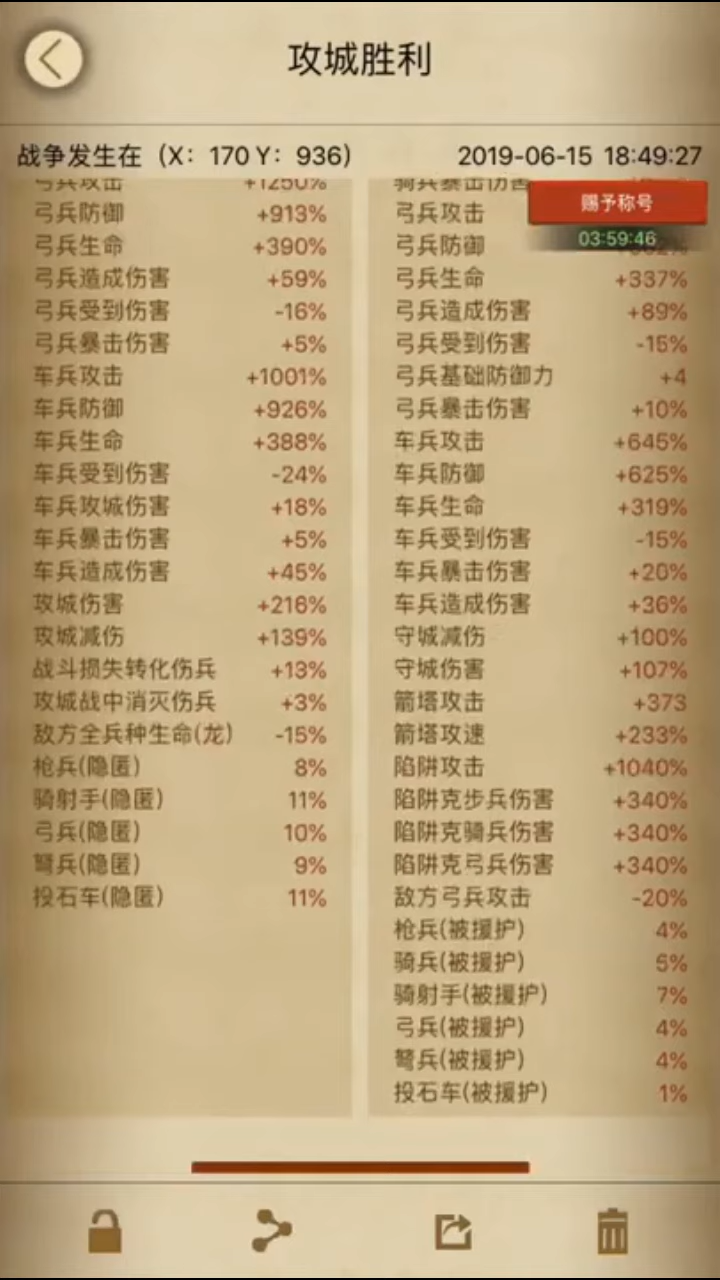 攻城胜利
战争发生在（X：170 Y：936） 2019-06-15 18:49:27
弓兵攻击 +1250%
弓兵防御 +913%
弓兵生命 +390%
弓兵造成伤害 +59%
弓兵受到伤害 -16%
弓兵暴击伤害 +5%
车兵攻击 +1001%
车兵防御 +926%
车兵生命 +388%
车兵受到伤害 -24%
车兵攻城伤害 +18%
车兵暴击伤害 +5%
车兵造成伤害 +45%
攻城伤害 +216%
攻城减伤 +139%
战斗损失转化伤兵 +13%
攻城战中消灭伤兵 +3%
敌方全兵种生命(龙) -15%
枪兵(隐匿) 8%
骑射手(隐匿) 11%
弓兵(隐匿) 10%
弩兵(隐匿) 9%
投石车(隐匿) 11%
骑兵暴击伤害
赐予称号
03:59:46
弓兵攻击
弓兵防御
弓兵生命 +337%
弓兵造成伤害 +89%
弓兵受到伤害 -15%
弓兵基础防御力 +4
弓兵暴击伤害 +10%
车兵攻击 +645%
车兵防御 +625%
车兵生命 +319%
车兵受到伤害 -15%
车兵暴击伤害 +20%
车兵造成伤害 +36%
守城减伤 +100%
守城伤害 +107%
箭塔攻击 +373
箭塔攻速 +233%
陷阱攻击 +1040%
陷阱克步兵伤害 +340%
陷阱克骑兵伤害 +340%
陷阱克弓兵伤害 +340%
敌方弓兵攻击 -20%
枪兵(被援护) 4%
骑兵(被援护) 5%
骑射手(被援护) 7%
弓兵(被援护) 4%
弩兵(被援护) 4%
投石车(被援护) 1%